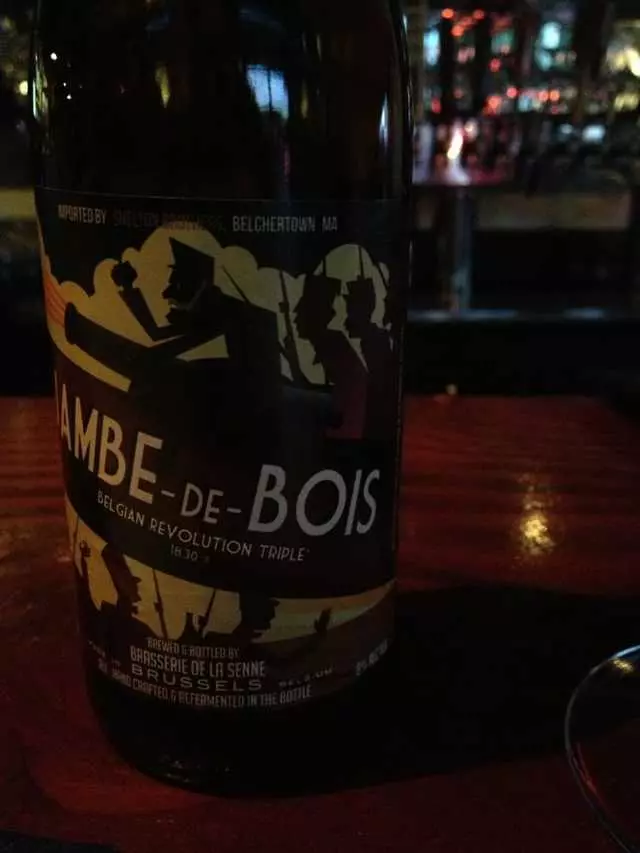 IMPORTED BY SHELTON BROTHERS, BELCHERTOWN MA
JAMBE-DE-BOIS
BELGIAN REVOLUTION TRIPLE
1830
BREWED & BOTTLED BY
BRASSERIE DE LA SENNE
BRUSSELS
HAND CRAFTED & REFERMENTED IN THE BOTTLE